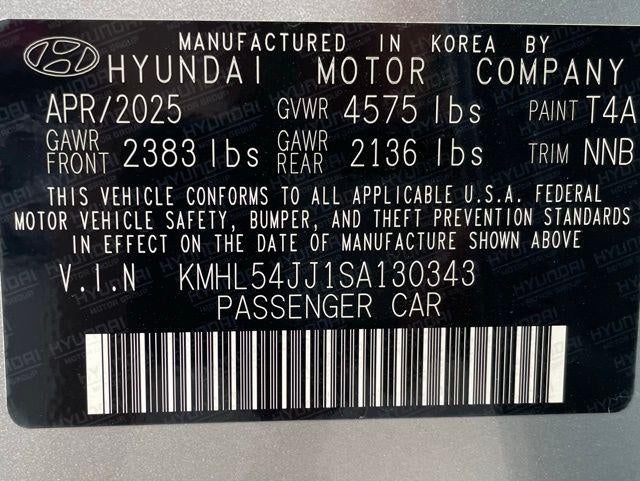 MANUFACTURED IN KOREA BY
HYUNDAI MOTOR COMPANY
APR/2025 GVWR 4575 lbs PAINT T4A
GAWR FRONT 2383 lbs GAWR REAR 2136 lbs TRIM NNB
THIS VEHICLE CONFORMS TO ALL APPLICABLE U.S.A. FEDERAL
MOTOR VEHICLE SAFETY, BUMPER, AND THEFT PREVENTION STANDARDS
IN EFFECT ON THE DATE OF MANUFACTURE SHOWN ABOVE
V.I.N KMHL54JJ1SA130343
PASSENGER CAR